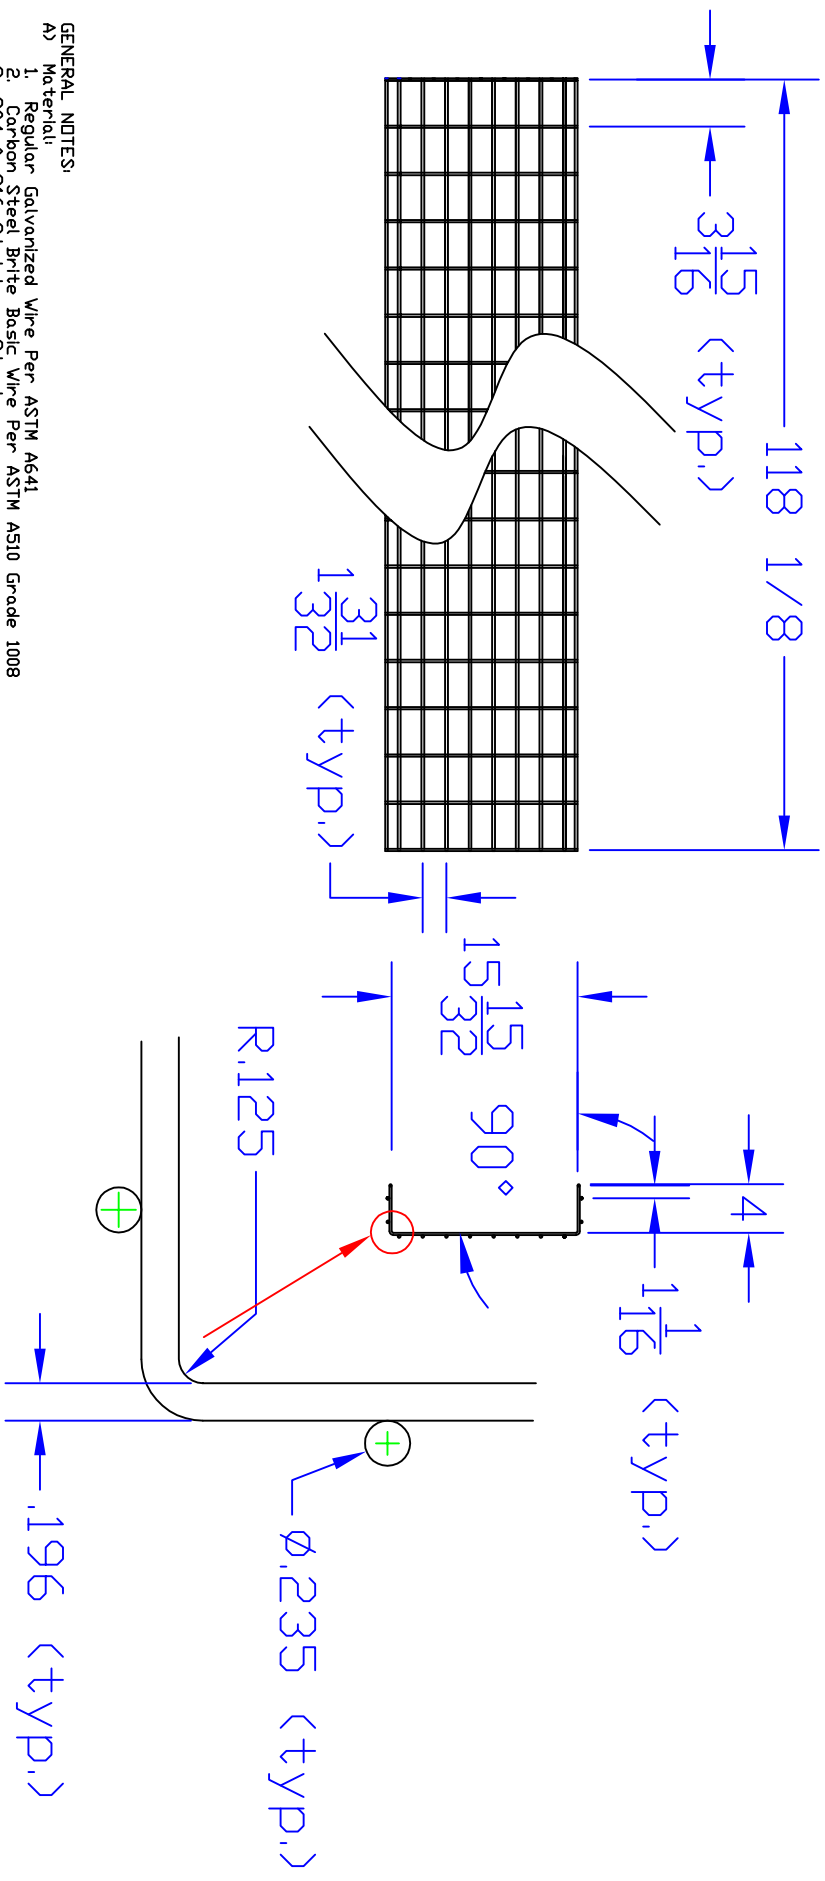 118 1/8
3 15/16 (typ.)
1 31/32 (typ.)
15 15/32
90°
4
1 1/16 (typ.)
R.125
Ø.235 (typ.)
.196 (typ.)
GENERAL NOTES:
A) Material:
1. Regular Galvanized Wire Per ASTM A641
2. Carbon Steel Brite Basic Wire Per ASTM A510 Grade 1008